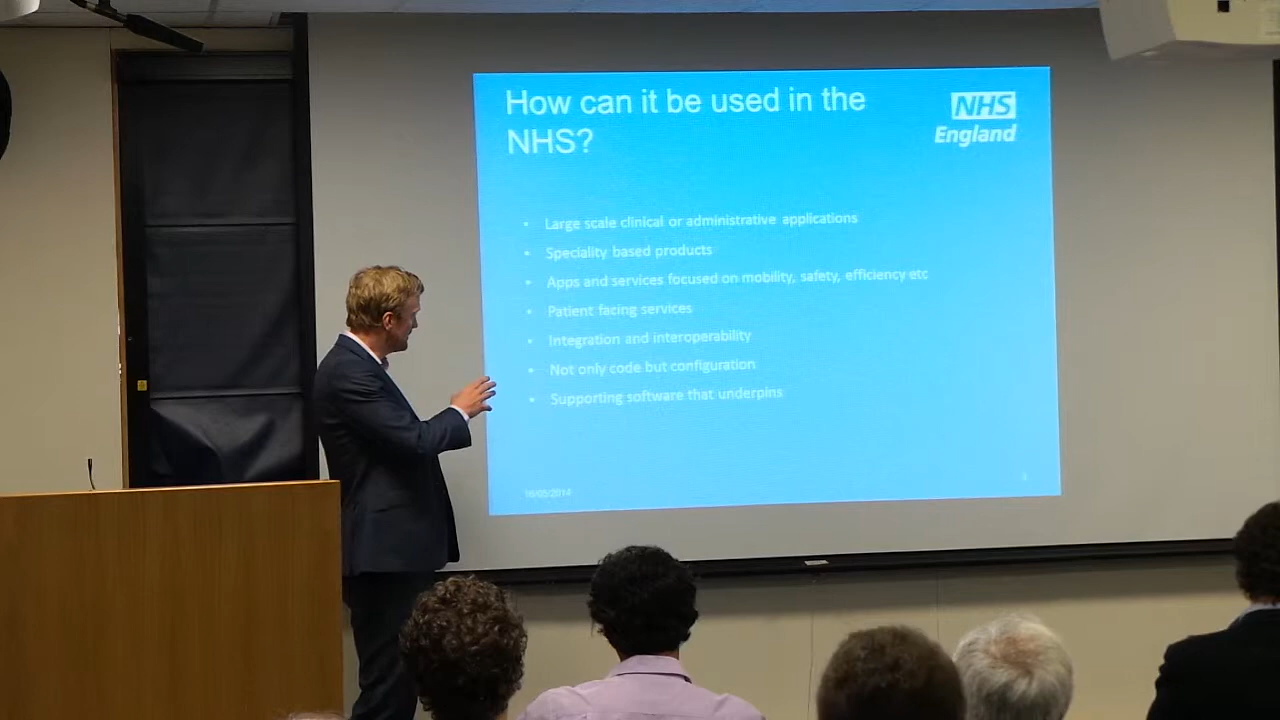 How can it be used in the
NHS?
NHS
England
• Large scale clinical or administrative applications
• Speciality based products
• Apps and services focused on mobility, safety, efficiency etc
• Patient facing services
• Integration and interoperability
• Not only code but configuration
• Supporting software that underpins